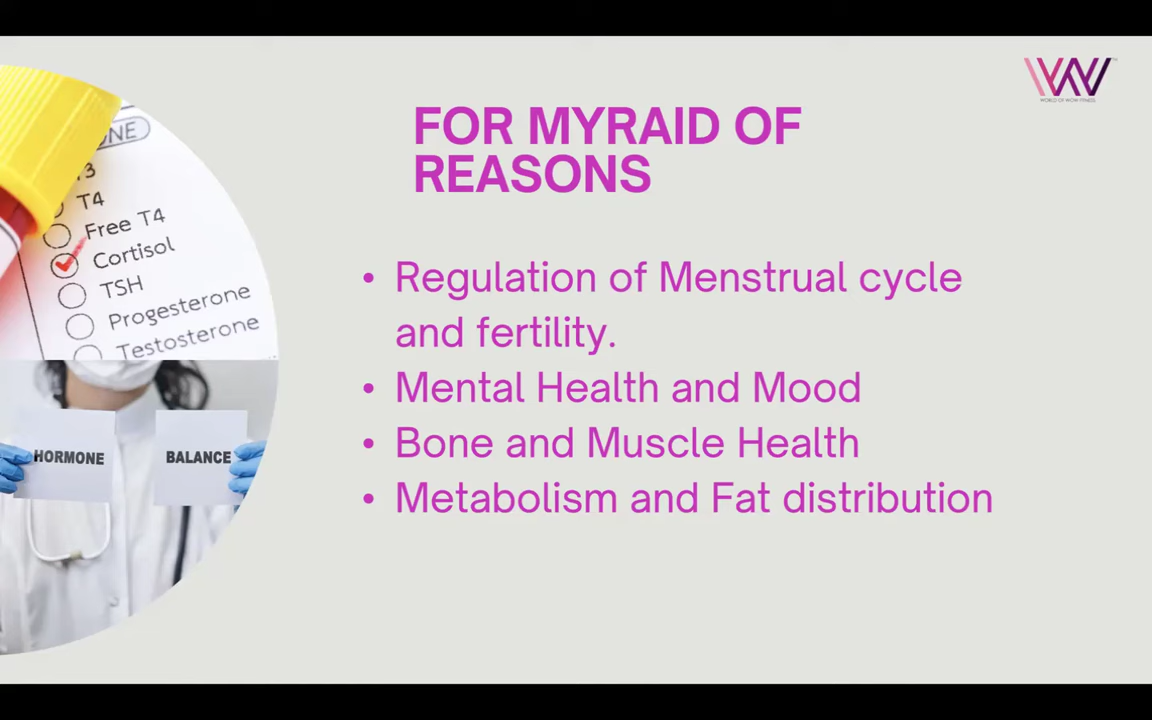 FOR MYRAID OF
REASONS
Regulation of Menstrual cycle
and fertility.
Mental Health and Mood
Bone and Muscle Health
Metabolism and Fat distribution
T4
Free T4
Cortisol
TSH
Progesterone
Testosterone
HORMONE
BALANCE